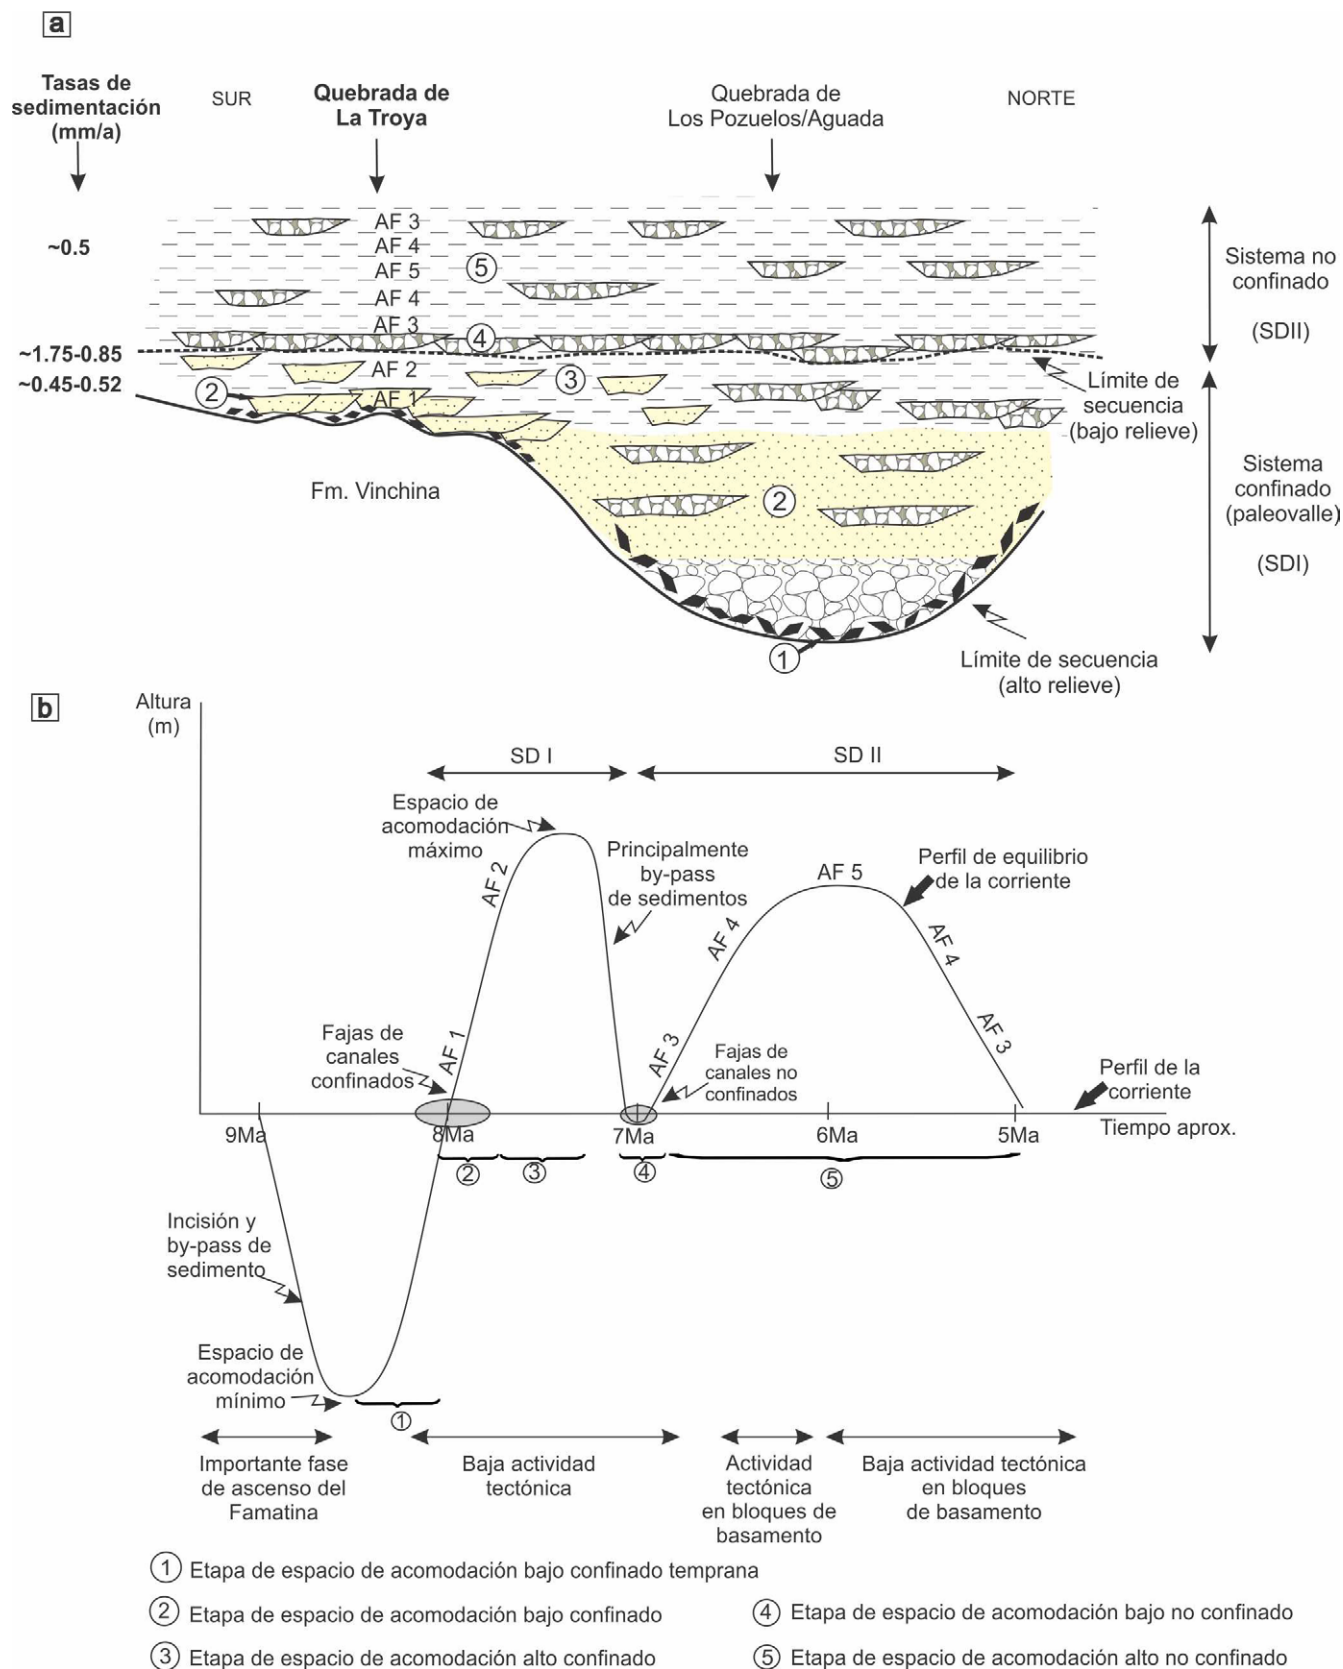 a
Tasas de
sedimentación
(mm/a)
SUR
Quebrada de
La Troya
Quebrada de
Los Pozuelos/Aguada
NORTE
~0.5
~1.75-0.85
~0.45-0.52
AF 3
AF 4
AF 5
AF 4
AF 3
AF 2
AF 1
5
4
3
2
2
1
Fm. Vinchina
Sistema no
confinado
(SDII)
Límite de
secuencia
(bajo relieve)
Sistema
confinado
(paleovalle)
(SDI)
Límite de secuencia
(alto relieve)
b
Altura
(m)
SD I
SD II
Espacio de
acomodación
máximo
Principalmente
by-pass
de sedimentos
Perfil de equilibrio
de la corriente
AF 1
AF 2
AF 3
AF 4
AF 5
AF 4
AF 3
Fajas de
canales
confinados
Fajas de
canales no
confinados
Perfil de la
corriente
9Ma
8Ma
7Ma
6Ma
5Ma
Tiempo aprox.
2
3
4
5
Incisión y
by-pass de
sedimento
Espacio de
acomodación
mínimo
1
Importante fase
de ascenso del
Famatina
Baja actividad
tectónica
Actividad
tectónica
en bloques de
basamento
Baja actividad tectónica
en bloques
de basamento
1 Etapa de espacio de acomodación bajo confinado temprana
2 Etapa de espacio de acomodación bajo confinado
4 Etapa de espacio de acomodación bajo no confinado
3 Etapa de espacio de acomodación alto confinado
5 Etapa de espacio de acomodación alto no confinado